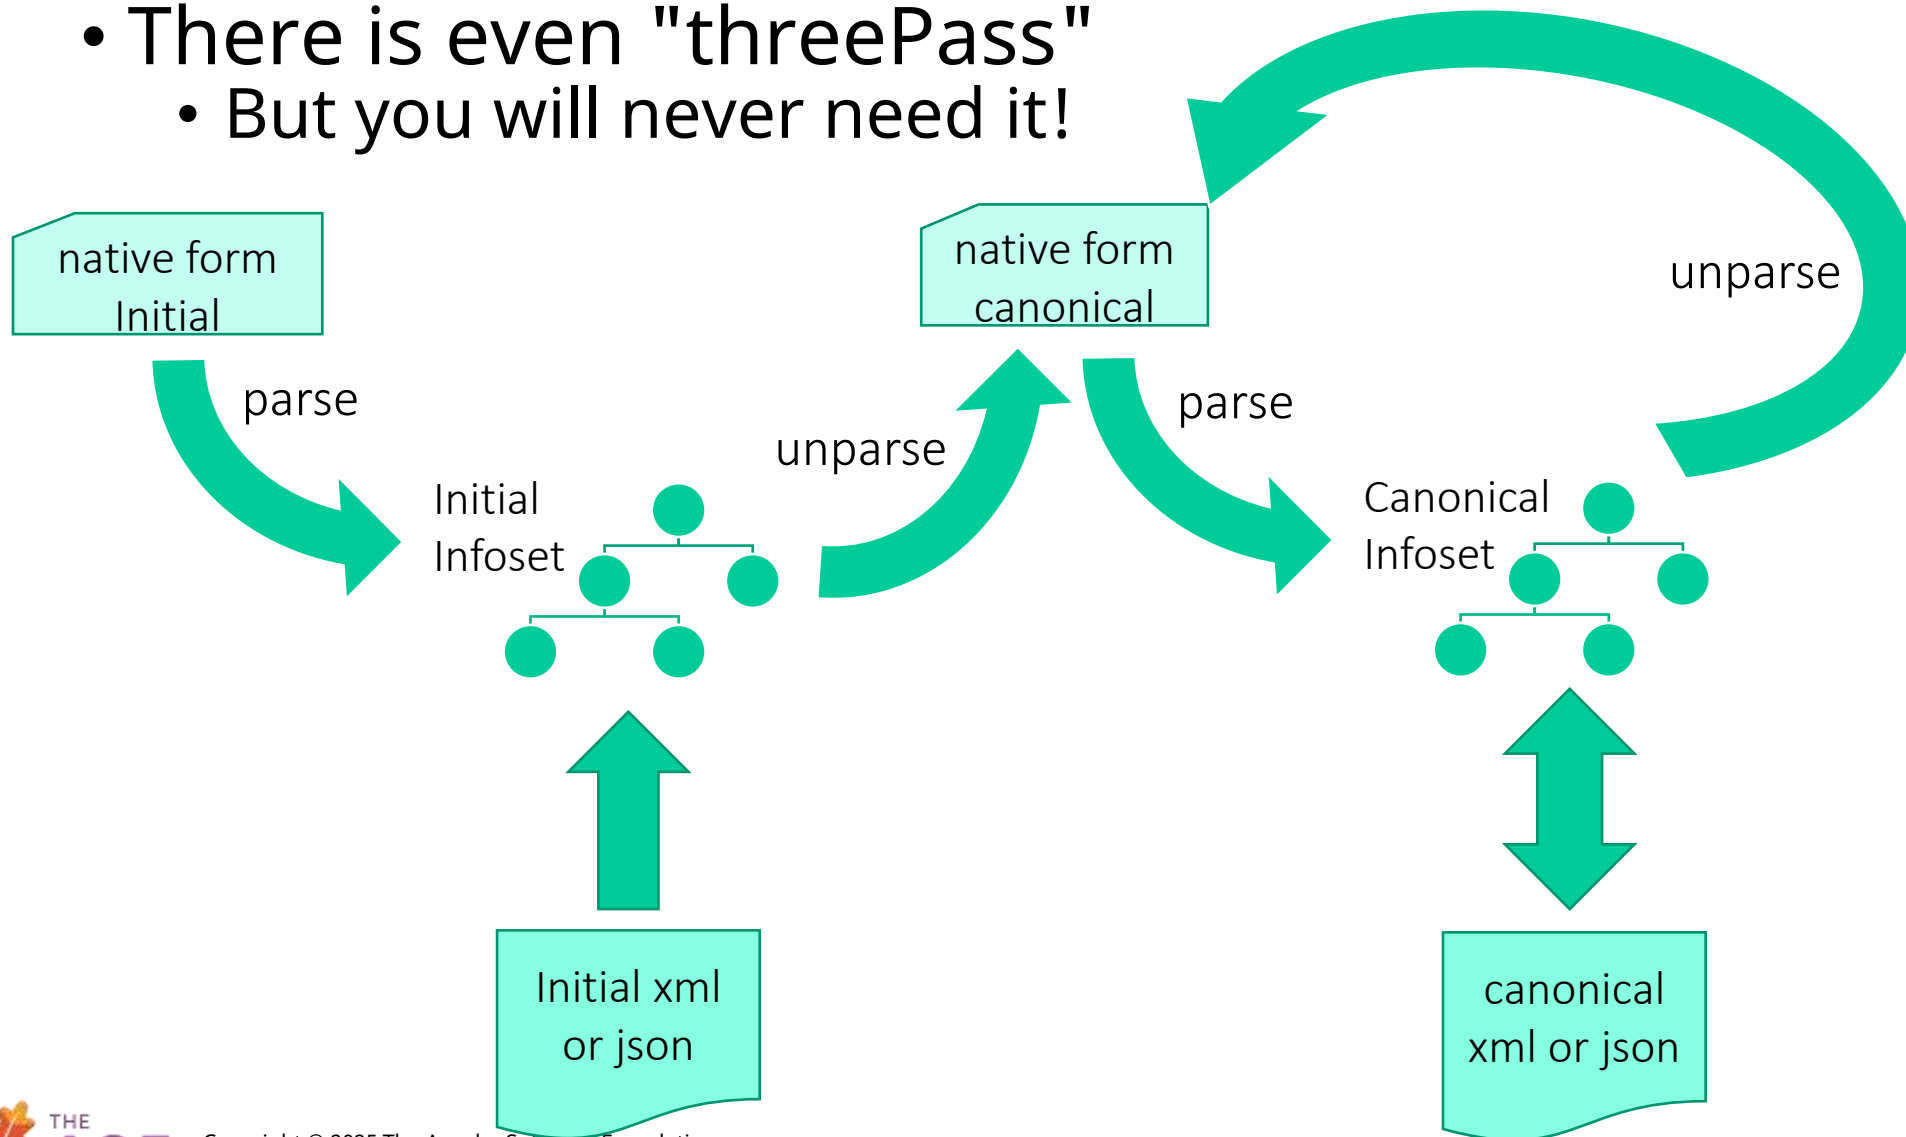 • There is even "threePass"
• But you will never need it!
native form
Initial
native form
canonical
unparse
parse
parse
unparse
Initial
Infoset
Canonical
Infoset
Initial xml
or json
canonical
xml or json
THE